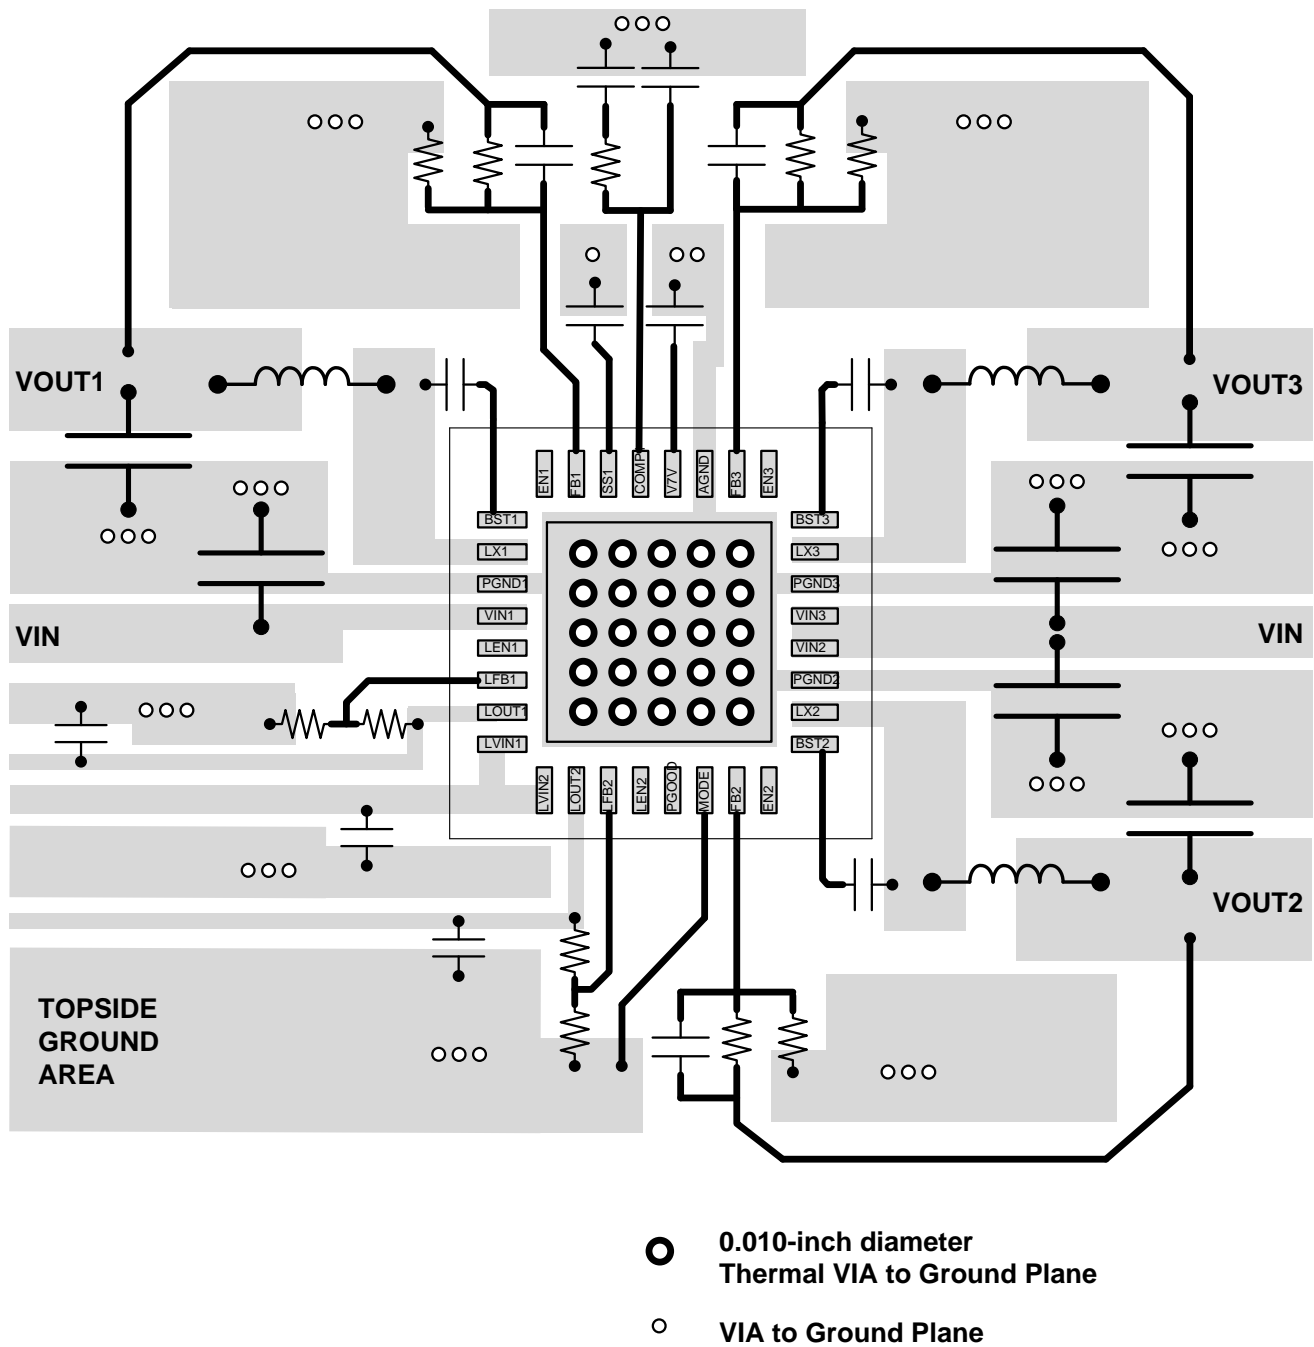 VOUT1
VOUT3
EN1
FB1
SS1
COMP
V7V
AGND
FB3
EN3
BST1
BST3
LX1
LX3
PGND1
PGND3
VIN
VIN1
VIN3
VIN
LEN1
VIN2
LFB1
PGND2
LOUT1
LX2
LVIN1
BST2
LVIN2
LOUT2
LFB2
LEN2
PGOOD
MODE
FB2
EN2
VOUT2
TOPSIDE
GROUND
AREA
0.010-inch diameter
Thermal VIA to Ground Plane
VIA to Ground Plane